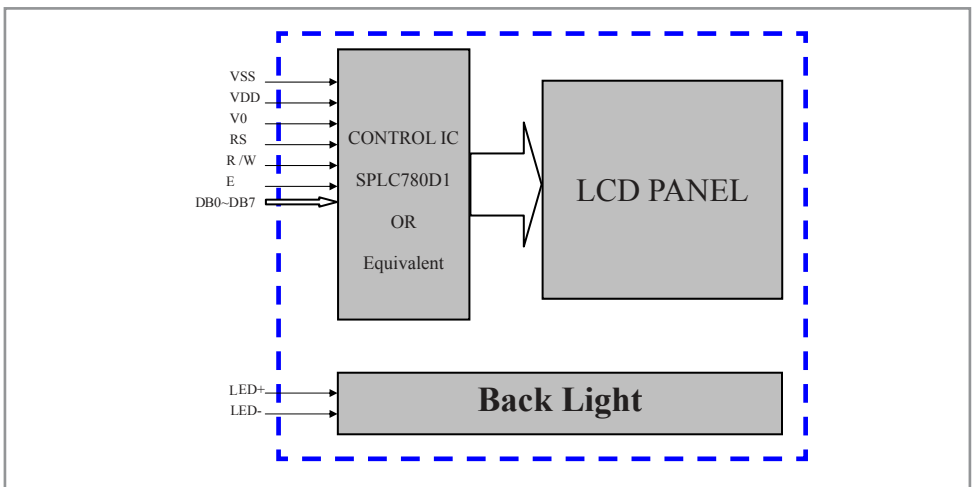 VSS
VDD
V0
RS
R /W
E
DB0~DB7
CONTROL IC
SPLC780D1
OR
Equivalent
LCD PANEL
LED+
LED-
Back Light